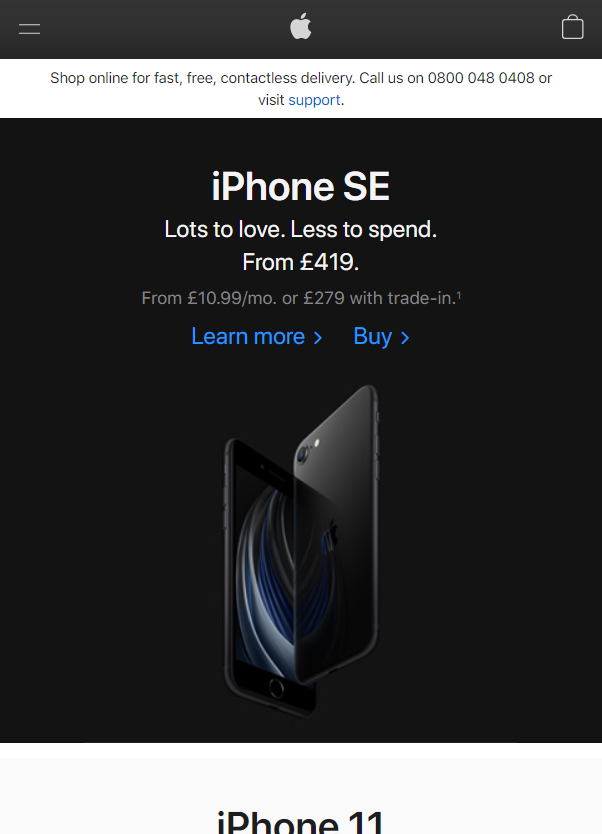 Shop online for fast, free, contactless delivery. Call us on 0800 048 0408 or
visit support.
iPhone SE
Lots to love. Less to spend.
From £419.
From £10.99/mo. or £279 with trade-in.¹
Learn more > Buy >
iPhone 11